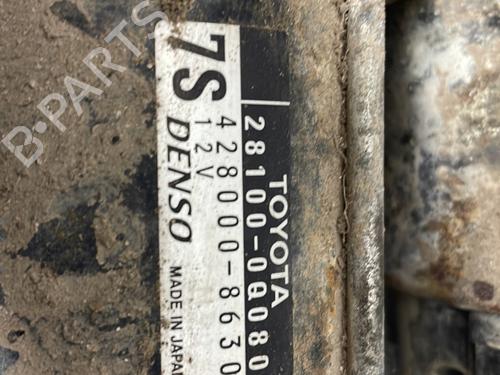 TOYOTA
28100-0Q080
7S
428000-8630
12V
DENSO
MADE IN JAPAN
B-PARTS